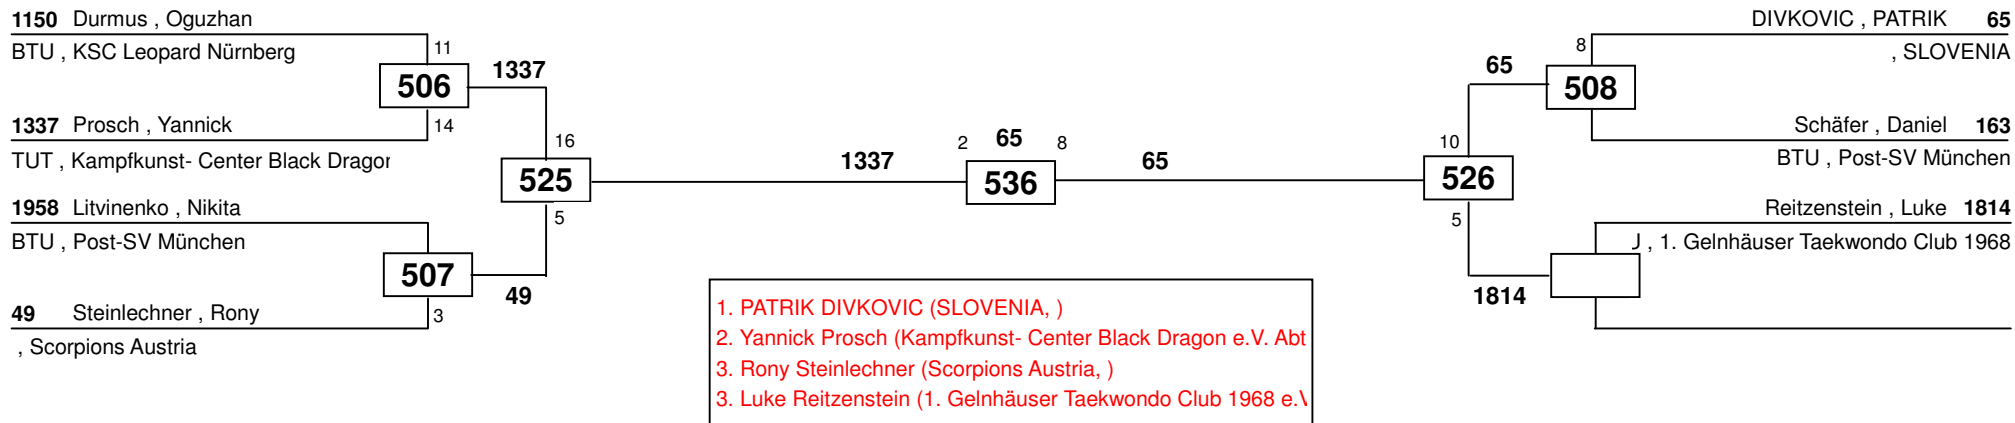 1150 Durmus , Oguzhan
BTU , KSC Leopard Nürnberg
11
506
1337
14
1337 Prosch , Yannick
TUT , Kampfkunst- Center Black Dragon
16
525
1337
5
1958 Litvinenko , Nikita
BTU , Post-SV München
507
49
3
49 Steinlechner , Rony
, Scorpions Austria
2 65 8
536
65
DIVKOVIC , PATRIK 65
, SLOVENIA
8
65
508
Schäfer , Daniel 163
BTU , Post-SV München
10
526
5
Reitzenstein , Luke 1814
J , 1. Gelnhäuser Taekwondo Club 1968
1814
1. PATRIK DIVKOVIC (SLOVENIA, )
2. Yannick Prosch (Kampfkunst- Center Black Dragon e.V. Abt
3. Rony Steinlechner (Scorpions Austria, )
3. Luke Reitzenstein (1. Gelnhäuser Taekwondo Club 1968 e.V